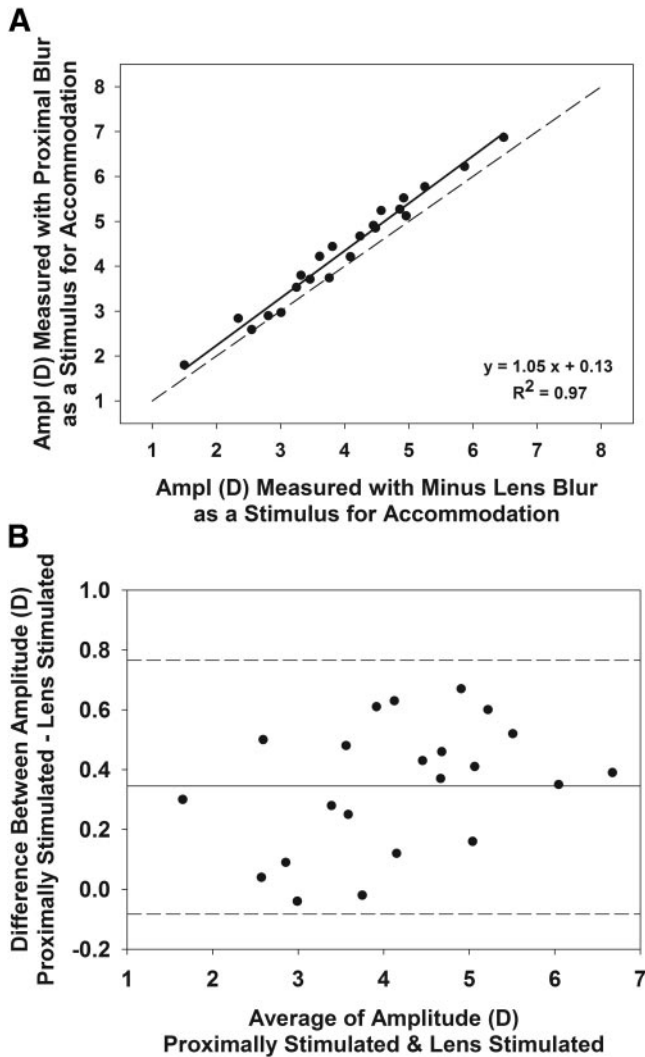 A
Ampl (D) Measured with Proximal Blur
as a Stimulus for Accommodation
8
7
6
5
4
3
2
1
y = 1.05 x + 0.13
R² = 0.97
1 2 3 4 5 6 7 8
Ampl (D) Measured with Minus Lens Blur
as a Stimulus for Accommodation
B
Difference Between Amplitude (D)
Proximally Stimulated - Lens Stimulated
1.0
0.8
0.6
0.4
0.2
0.0
-0.2
1 2 3 4 5 6 7
Average of Amplitude (D)
Proximally Stimulated & Lens Stimulated